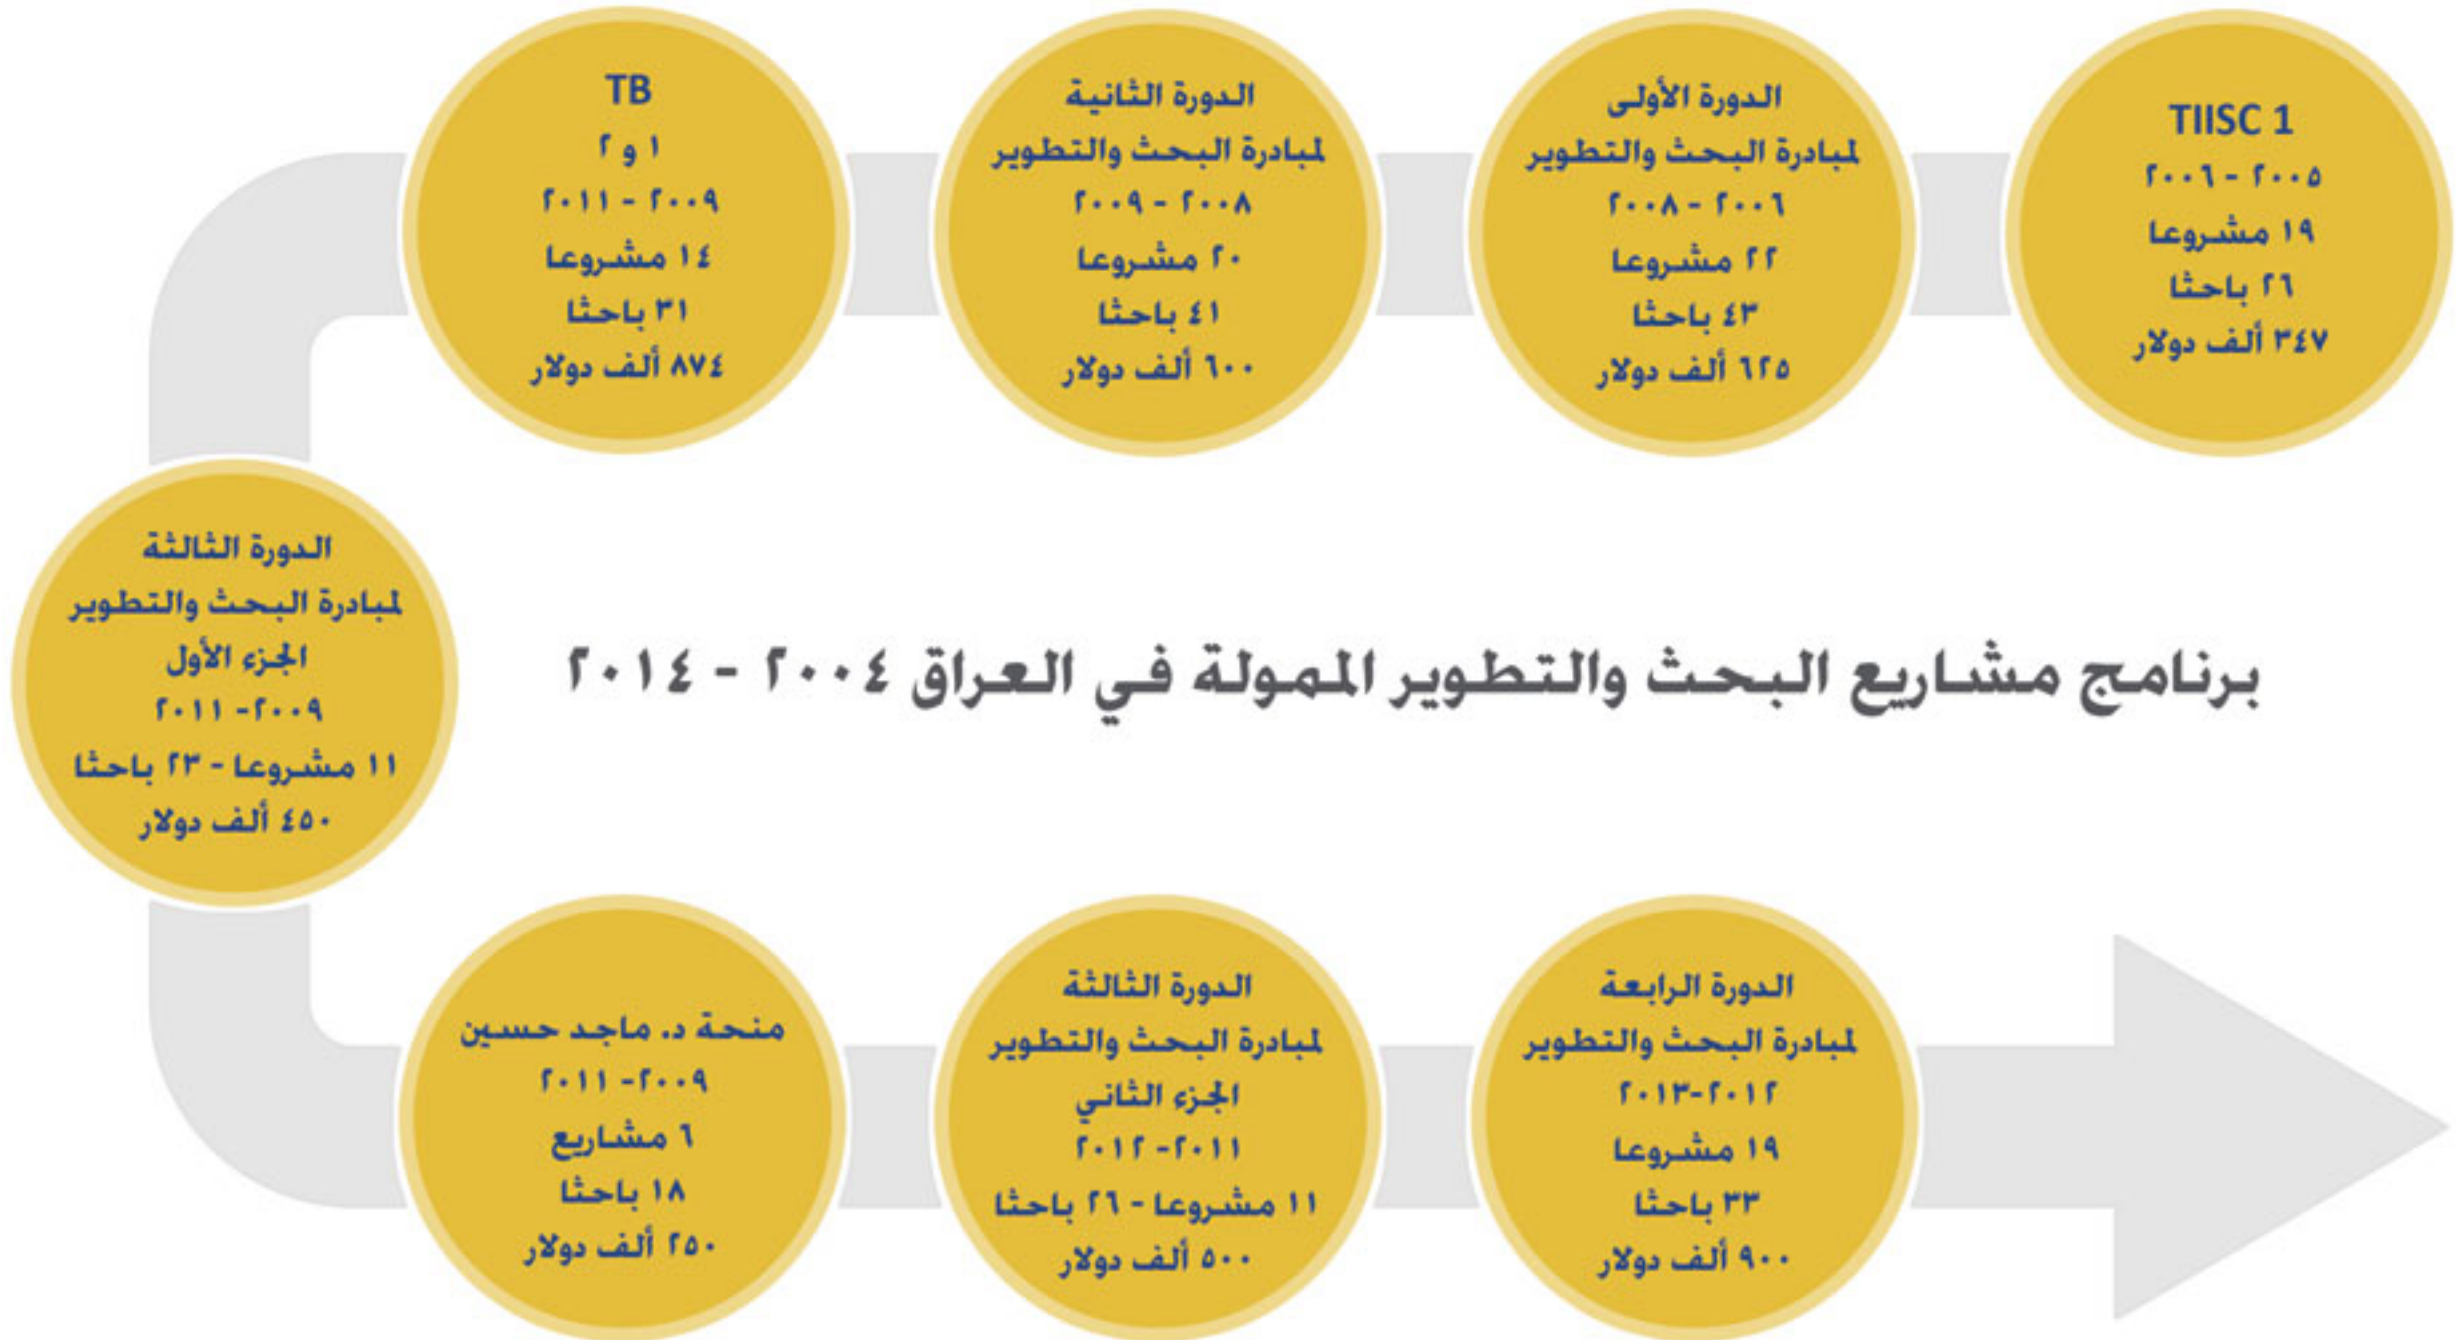 TIISC 1
٢٠٠٥ - ٢٠٠٦
١٩ مشروعا
٢٦ باحثا
٣٤٧ ألف دولار
الدورة الأولى
لمبادرة البحث والتطوير
٢٠٠٦ - ٢٠٠٨
٢٢ مشروعا
٤٣ باحثا
٦٢٥ ألف دولار
الدورة الثانية
لمبادرة البحث والتطوير
٢٠٠٨ - ٢٠٠٩
٢٠ مشروعا
٤١ باحثا
٦٠٠ ألف دولار
TB
١ و ٢
٢٠٠٩ - ٢٠١١
١٤ مشروعا
٣١ باحثا
٨٧٤ ألف دولار
الدورة الثالثة
لمبادرة البحث والتطوير
الجزء الأول
٢٠٠٩- ٢٠١١
١١ مشروعا - ٢٣ باحثا
٤٥٠ ألف دولار
برنامج مشاريع البحث والتطوير الممولة في العراق ٢٠٠٤ - ٢٠١٤
منحة د. ماجد حسين
٢٠٠٩- ٢٠١١
٦ مشاريع
١٨ باحثا
٢٥٠ ألف دولار
الدورة الثالثة
لمبادرة البحث والتطوير
الجزء الثاني
٢٠١١- ٢٠١٢
١١ مشروعا - ٢٦ باحثا
٥٠٠ ألف دولار
الدورة الرابعة
لمبادرة البحث والتطوير
٢٠١٢-٢٠١٣
١٩ مشروعا
٣٣ باحثا
٩٠٠ ألف دولار